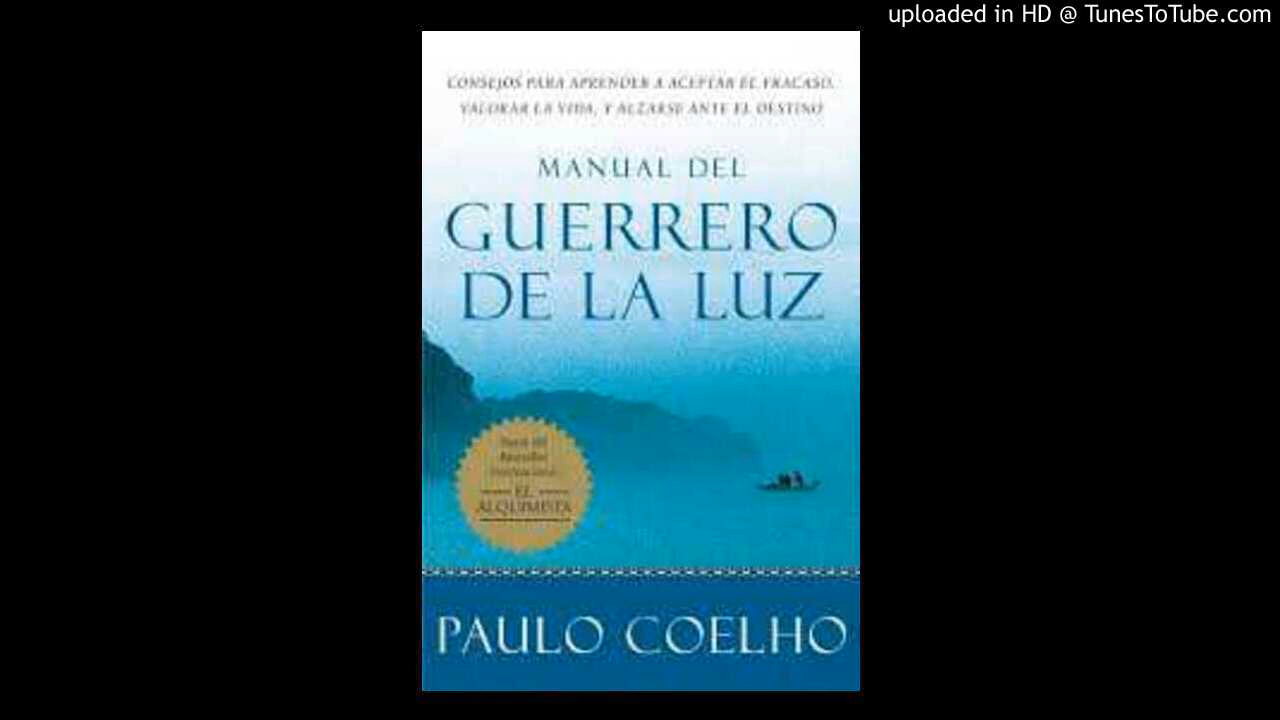 uploaded in HD @ TunesToTube.com
CONSEJOS PARA APRENDER A ACEPTAR EL FRACASO,
VALORAR LA VIDA, Y ALZARSE ANTE EL DESTINO
MANUAL DEL
GUERRERO
DE LA LUZ
EL
ALQUIMISTA
PAULO COELHO